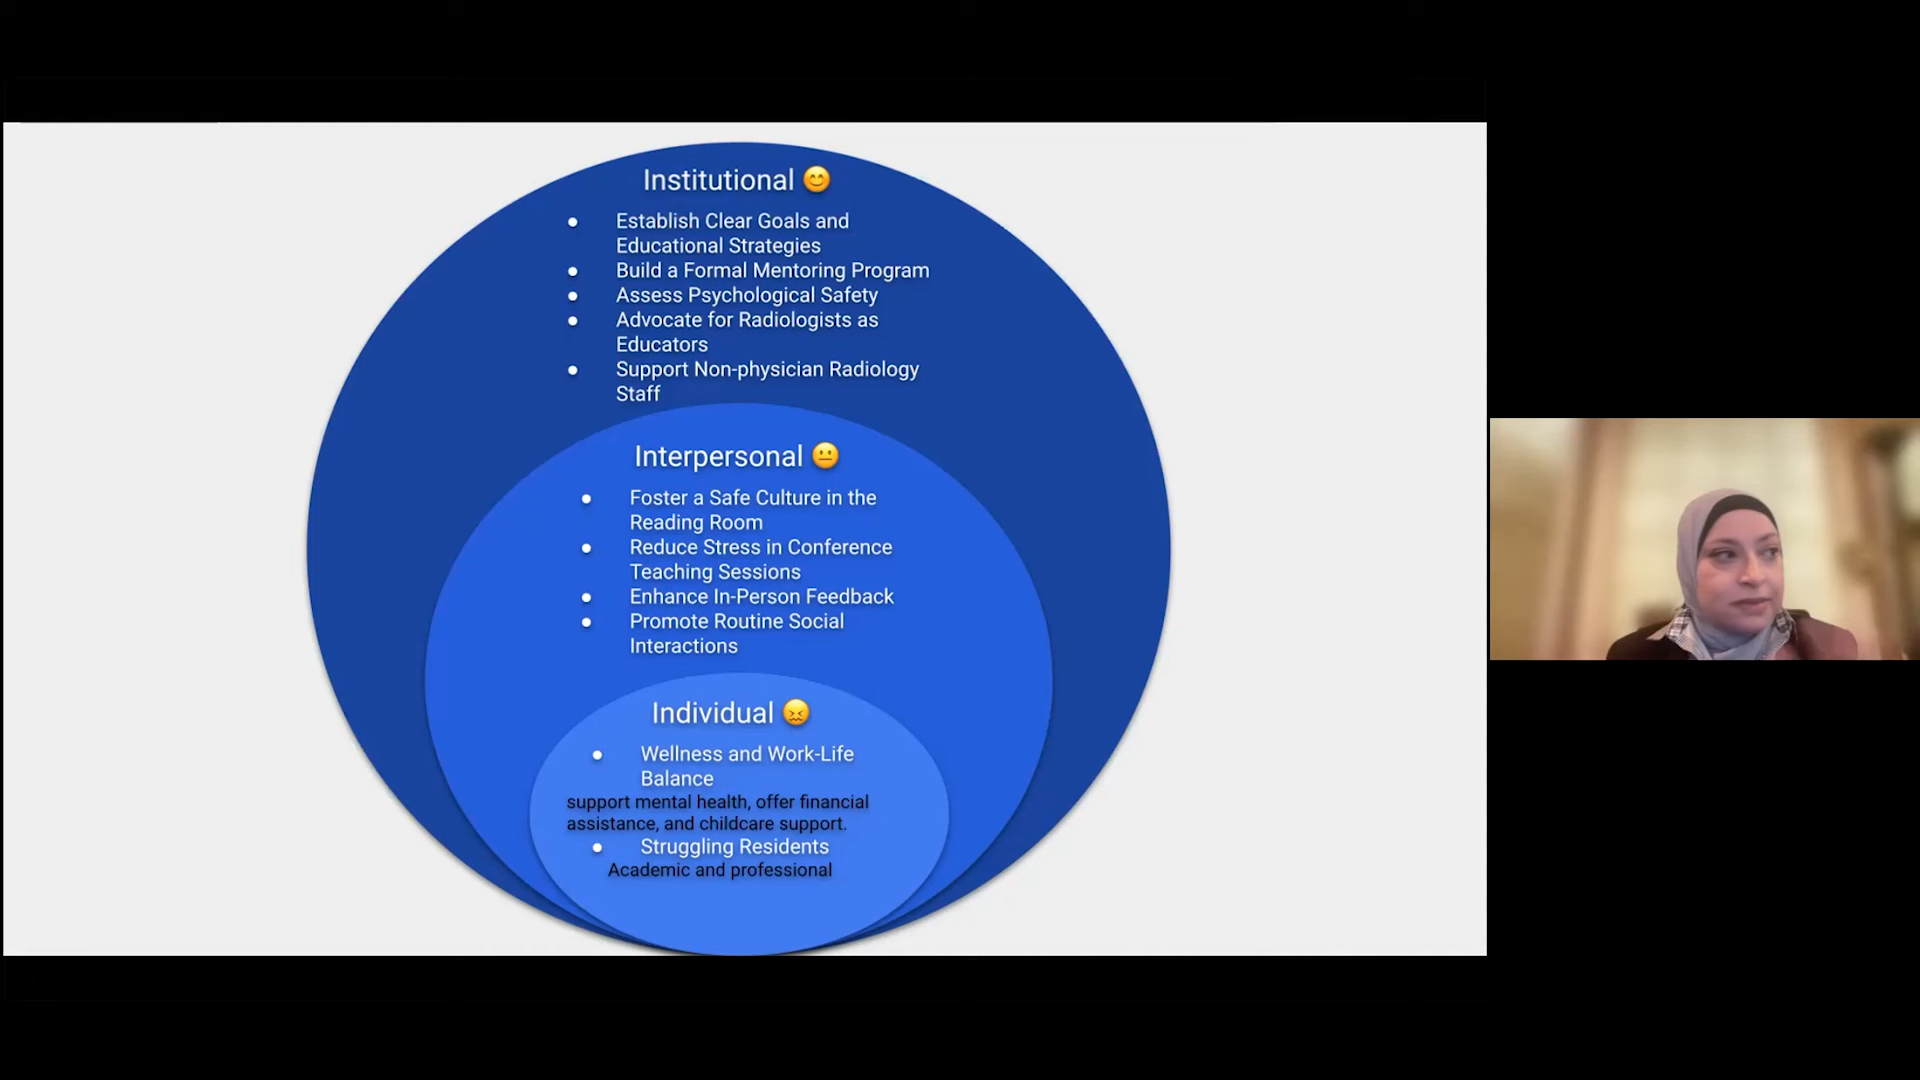 Institutional 😊
● Establish Clear Goals and
Educational Strategies
● Build a Formal Mentoring Program
● Assess Psychological Safety
● Advocate for Radiologists as
Educators
● Support Non-physician Radiology
Staff
Interpersonal 😐
● Foster a Safe Culture in the
Reading Room
● Reduce Stress in Conference
Teaching Sessions
● Enhance In-Person Feedback
● Promote Routine Social
Interactions
Individual 😖
● Wellness and Work-Life
Balance
support mental health, offer financial
assistance, and childcare support.
● Struggling Residents
Academic and professional